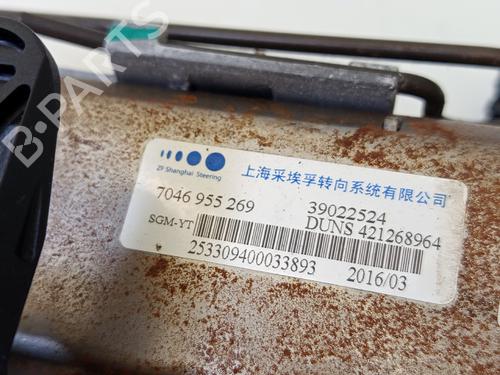 B-PARTS
ZF Shanghai Steering
上海采埃孚转向系统有限公司
7046 955 269
39022524
SGM-YT
DUNS 421268964
253309400033893
2016/03